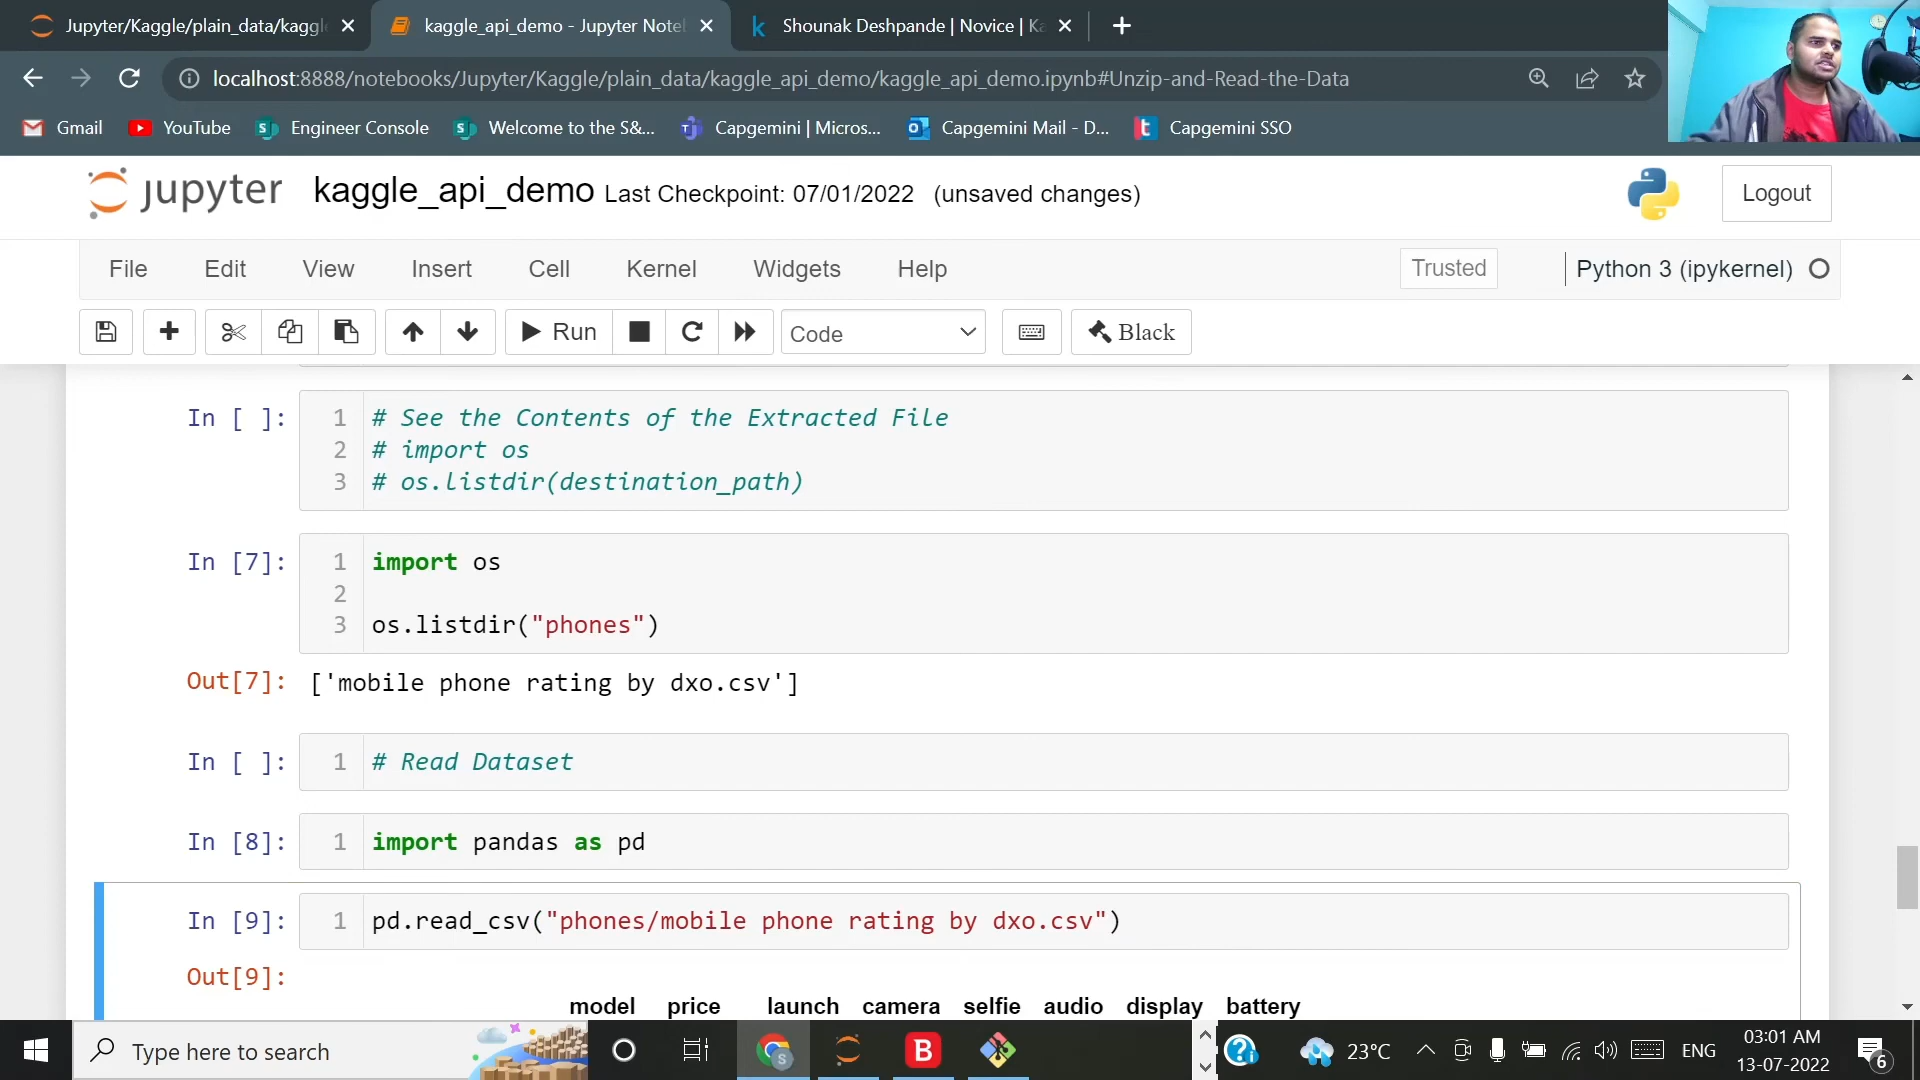 Jupyter/Kaggle/plain_data/kaggl
kaggle_api_demo - Jupyter Note
Shounak Deshpande | Novice | Ka
localhost:8888/notebooks/Jupyter/Kaggle/plain_data/kaggle_api_demo/kaggle_api_demo.ipynb#Unzip-and-Read-the-Data
Gmail YouTube Engineer Console Welcome to the S&... Capgemini | Micros... Capgemini Mail - D... Capgemini SSO
jupyter kaggle_api_demo Last Checkpoint: 07/01/2022 (unsaved changes) Logout
File Edit View Insert Cell Kernel Widgets Help Trusted Python 3 (ipykernel)
Run Code Black
In [ ]: 1 # See the Contents of the Extracted File
2 # import os
3 # os.listdir(destination_path)
In [7]: 1 import os
2
3 os.listdir("phones")
Out[7]: ['mobile phone rating by dxo.csv']
In [ ]: 1 # Read Dataset
In [8]: 1 import pandas as pd
In [9]: 1 pd.read_csv("phones/mobile phone rating by dxo.csv")
Out[9]:
model price launch camera selfie audio display battery
Type here to search
23°C ENG 03:01 AM
13-07-2022 6